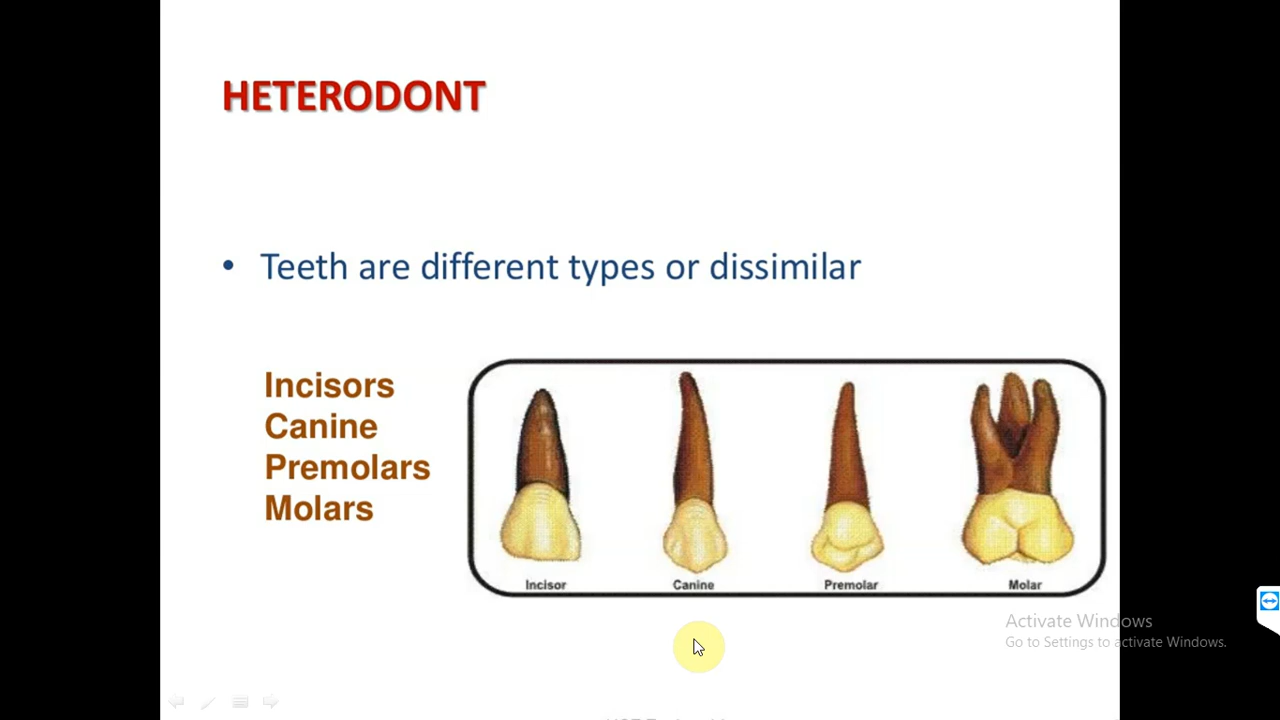 HETERODONT
• Teeth are different types or dissimilar
Incisors
Canine
Premolars
Molars
Incisor Canine Premolar Molar
Activate Windows
Go to Settings to activate Windows.